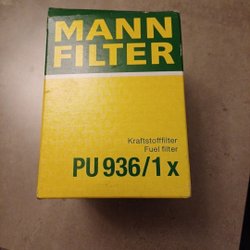 MANN
FILTER
Kraftstofffilter
Fuel filter
PU 936/1 x